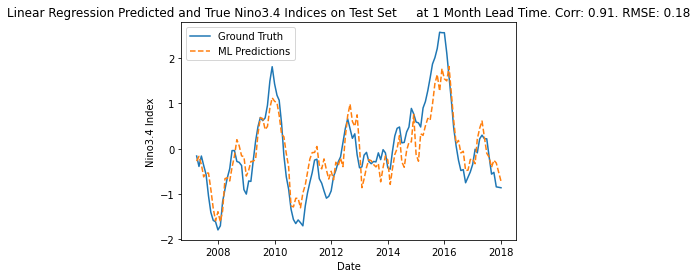 Linear Regression Predicted and True Nino3.4 Indices on Test Set     at 1 Month Lead Time. Corr: 0.91. RMSE: 0.18
Ground Truth
ML Predictions
2
1
0
−1
−2
Nino3.4 Index
2008 2010 2012 2014 2016 2018
Date